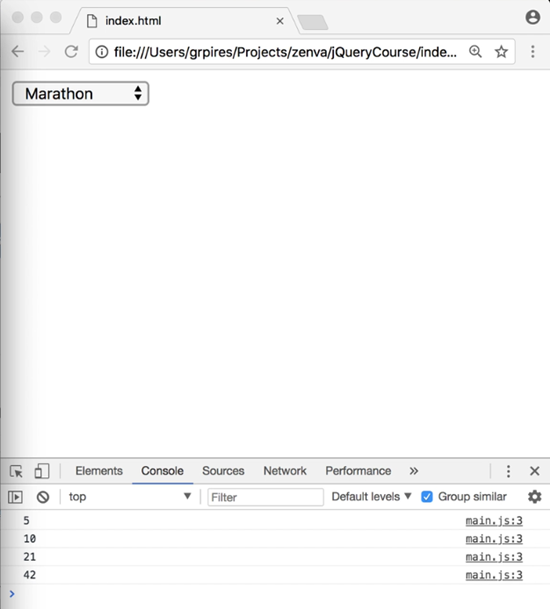 index.html
file:///Users/grpires/Projects/zenva/jQueryCourse/inde...
Marathon
Elements Console Sources Network Performance »
top Filter Default levels Group similar
5 main.js:3
10 main.js:3
21 main.js:3
42 main.js:3